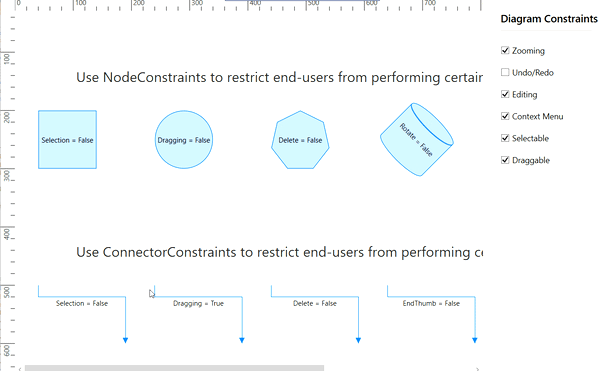 0 100 200 300 400 500 600 700
Diagram Constraints
Zooming
Undo/Redo
Editing
Context Menu
Selectable
Draggable
100
200
300
400
500
600
Use NodeConstraints to restrict end-users from performing certain
Selection = False
Dragging = False
Delete = False
Rotate = False
Use ConnectorConstraints to restrict end-users from performing ce
Selection = False
Dragging = True
Delete = False
EndThumb = False